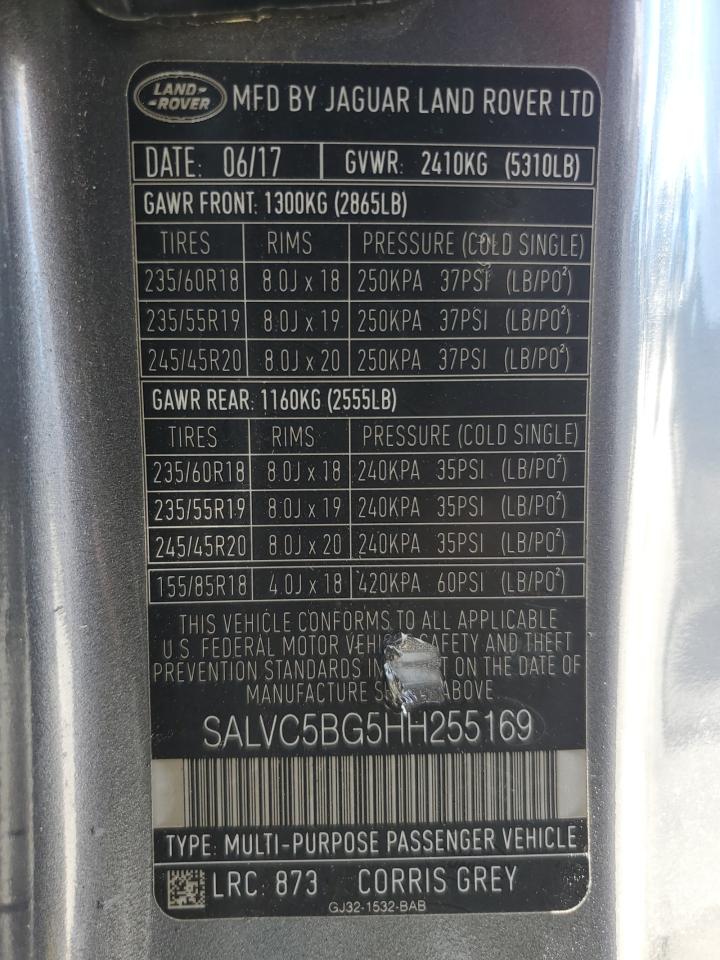 LAND-
-ROVER
MFD BY JAGUAR LAND ROVER LTD
DATE: 06/17 GVWR: 2410KG (5310LB)
GAWR FRONT: 1300KG (2865LB)
TIRES RIMS PRESSURE (COLD SINGLE)
235/60R18 8.0J x 18 250KPA 37PSI (LB/PO²)
235/55R19 8.0J x 19 250KPA 37PSI (LB/PO²)
245/45R20 8.0J x 20 250KPA 37PSI (LB/PO²)
GAWR REAR: 1160KG (2555LB)
TIRES RIMS PRESSURE (COLD SINGLE)
235/60R18 8.0J x 18 240KPA 35PSI (LB/PO²)
235/55R19 8.0J x 19 240KPA 35PSI (LB/PO²)
245/45R20 8.0J x 20 240KPA 35PSI (LB/PO²)
155/85R18 4.0J x 18 420KPA 60PSI (LB/PO²)
THIS VEHICLE CONFORMS TO ALL APPLICABLE
U.S. FEDERAL MOTOR SAFETY AND THEFT
PREVENTION STANDARDS IN ON THE DATE OF
MANUFACTURE ABOVE.
SALVC5BG5HH255169
TYPE: MULTI-PURPOSE PASSENGER VEHICLE
LRC: 873 CORRIS GREY
GJ32-1532-BAB